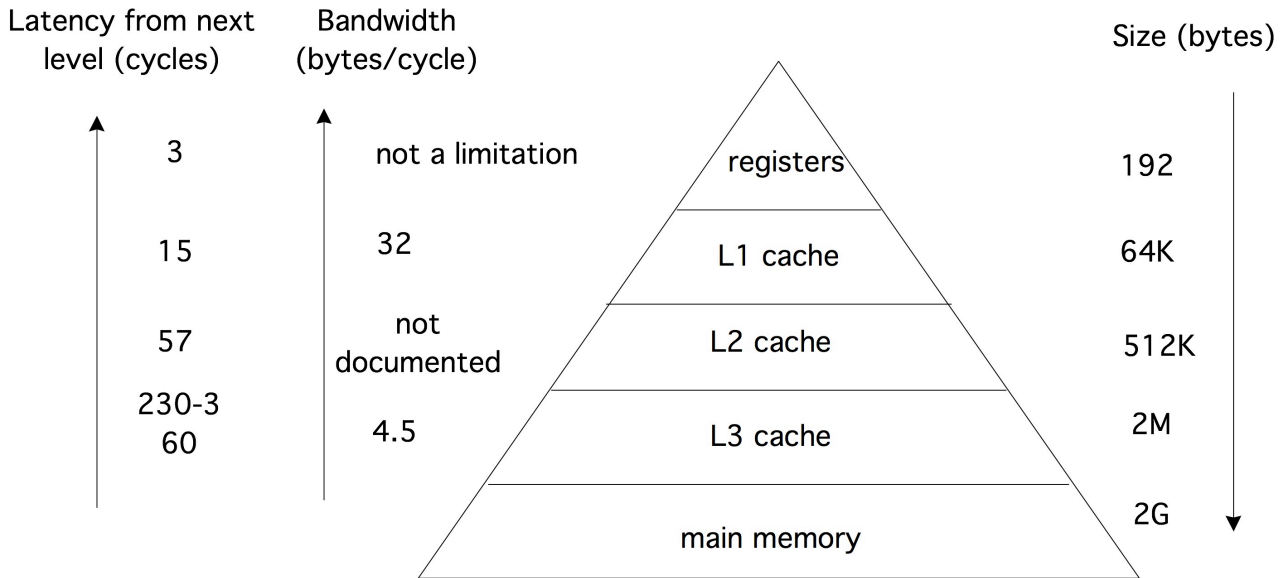 Latency from next
level (cycles)
Bandwidth
(bytes/cycle)
Size (bytes)
3
not a limitation
registers
192
15
32
L1 cache
64K
57
not
documented
L2 cache
512K
230-3
60
4.5
L3 cache
2M
main memory
2G